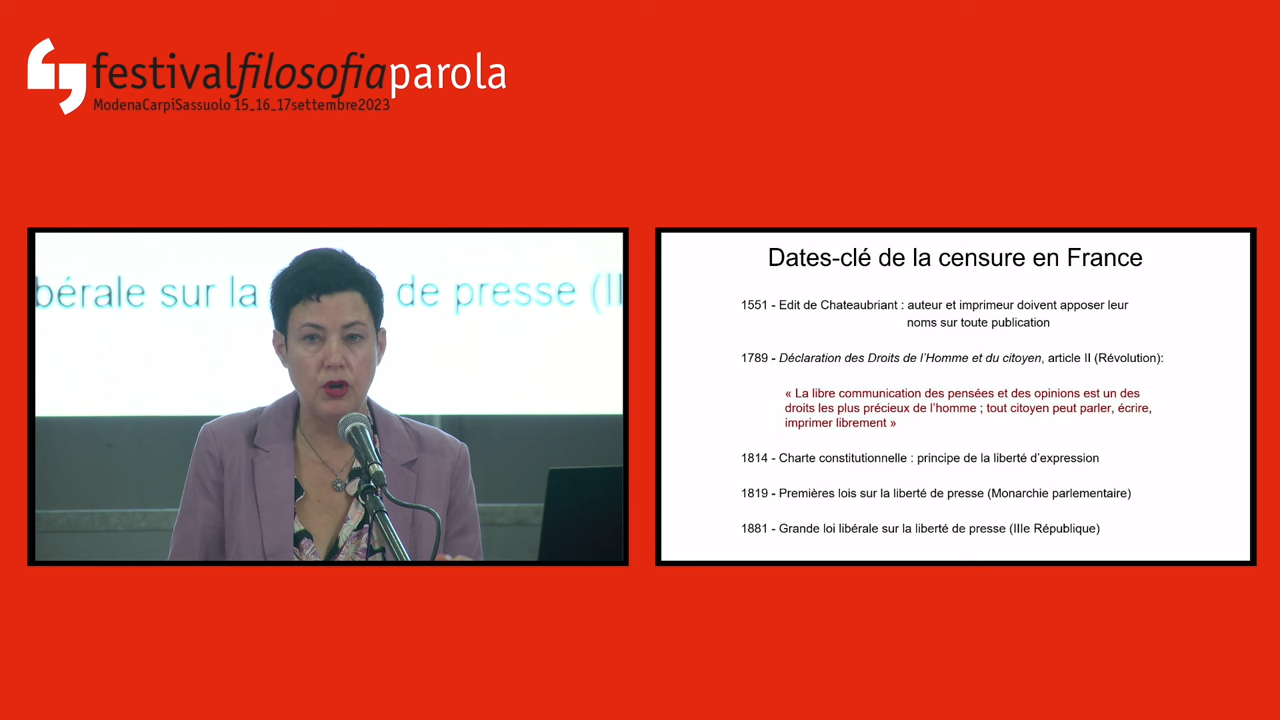 festivalfilosofiaparola
ModenaCarpiSassuolo 15_16_17settembre2023
bérale sur la
de presse (II
Dates-clé de la censure en France
1551 - Edit de Chateaubriant : auteur et imprimeur doivent apposer leur
noms sur toute publication
1789 - Déclaration des Droits de l’Homme et du citoyen, article II (Révolution):
« La libre communication des pensées et des opinions est un des
droits les plus précieux de l’homme ; tout citoyen peut parler, écrire,
imprimer librement »
1814 - Charte constitutionnelle : principe de la liberté d’expression
1819 - Premières lois sur la liberté de presse (Monarchie parlementaire)
1881 - Grande loi libérale sur la liberté de presse (IIIe République)